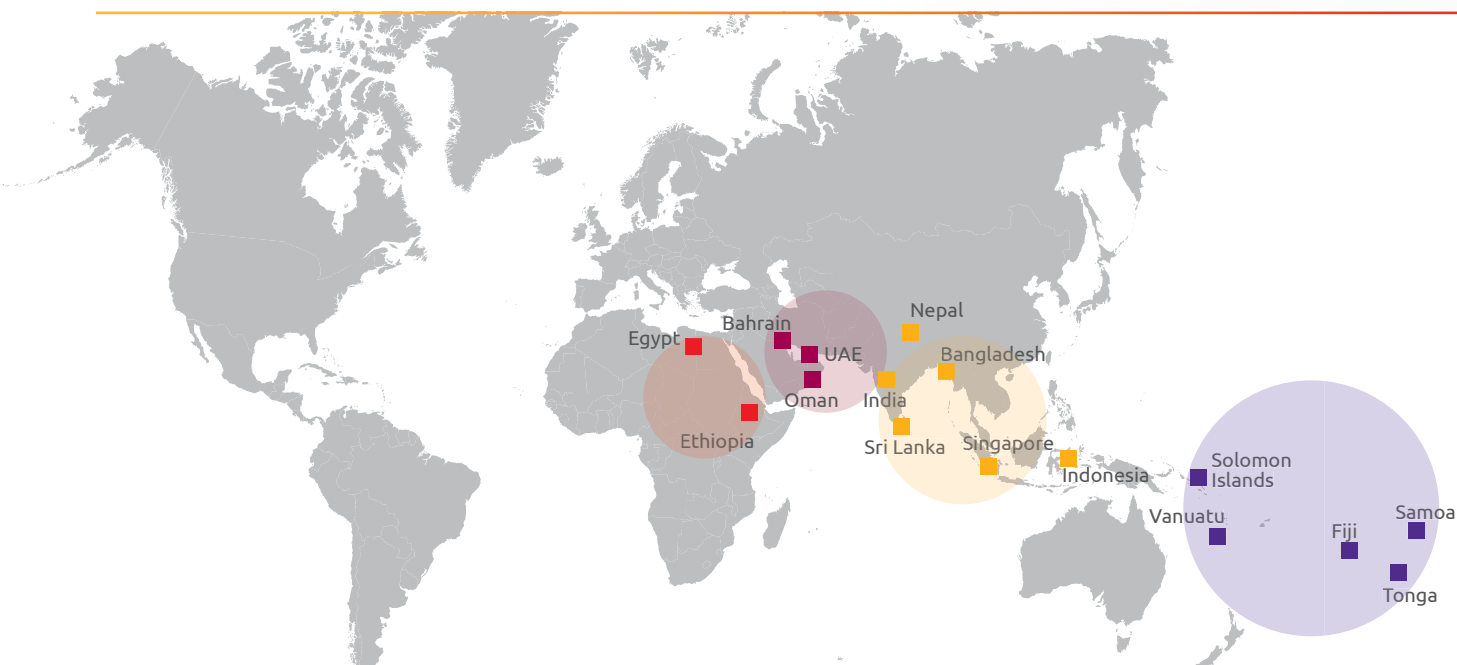 Nepal
Bahrain
Egypt
UAE
Bangladesh
Oman
India
Ethiopia
Sri Lanka
Singapore
Indonesia
Solomon
Islands
Vanuatu
Samoa
Fiji
Tonga